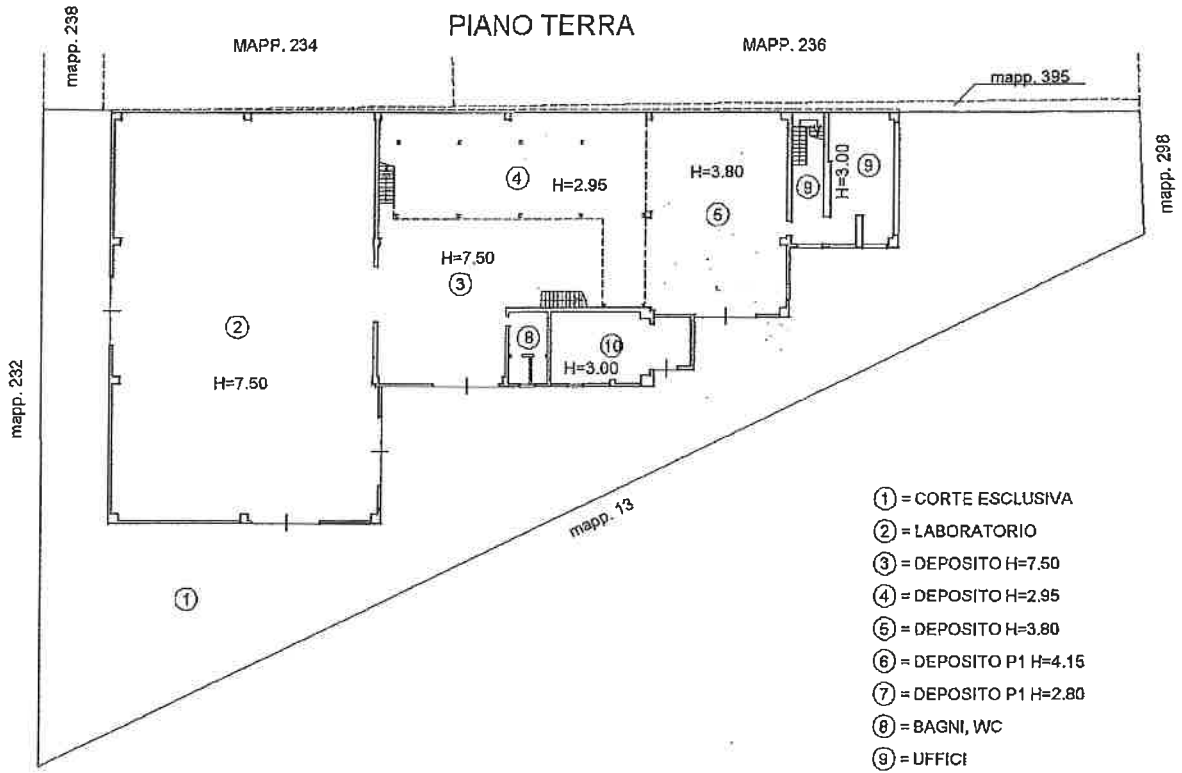 PIANO TERRA
mapp. 238
MAPP. 234
MAPP. 236
mapp. 395
mapp. 298
4
H=2.95
H=3.80
5
9
H=3.00
9
H=7.50
3
2
H=7.50
8
10
H=3.00
mapp. 232
mapp. 13
1
1 = CORTE ESCLUSIVA
2 = LABORATORIO
3 = DEPOSITO H=7.50
4 = DEPOSITO H=2.95
5 = DEPOSITO H=3.80
6 = DEPOSITO P1 H=4.15
7 = DEPOSITO P1 H=2.80
8 = BAGNI, WC
9 = UFFICI